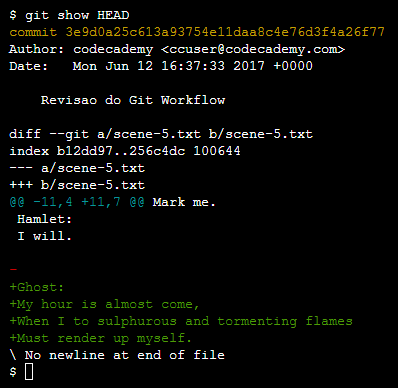 $ git show HEAD
commit 3e9d0a25c613a93754e11daa8c4e76d3f4a26f77
Author: codecademy <ccuser@codecademy.com>
Date:   Mon Jun 12 16:37:33 2017 +0000

    Revisao do Git Workflow

diff --git a/scene-5.txt b/scene-5.txt
index b12dd97..256c4dc 100644
--- a/scene-5.txt
+++ b/scene-5.txt
@@ -11,4 +11,7 @@ Mark me.
 Hamlet:
 I will.

-
+Ghost:
+My hour is almost come,
+When I to sulphurous and tormenting flames
+Must render up myself.
\ No newline at end of file
$